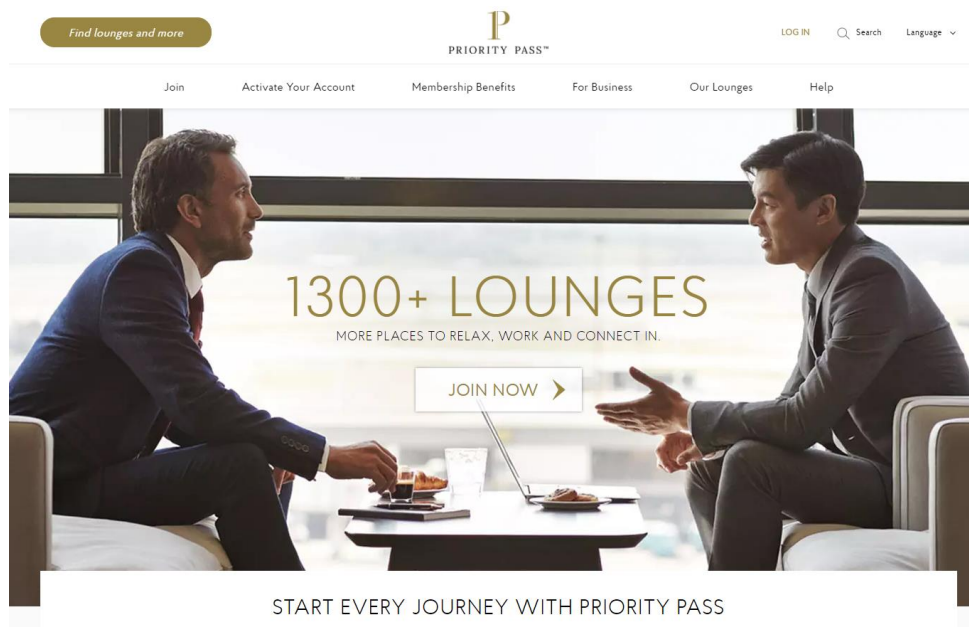 Find lounges and more
PRIORITY PASS™
LOG IN
Search
Language
Join
Activate Your Account
Membership Benefits
For Business
Our Lounges
Help
1300+ LOUNGES
MORE PLACES TO RELAX, WORK AND CONNECT IN.
JOIN NOW
START EVERY JOURNEY WITH PRIORITY PASS